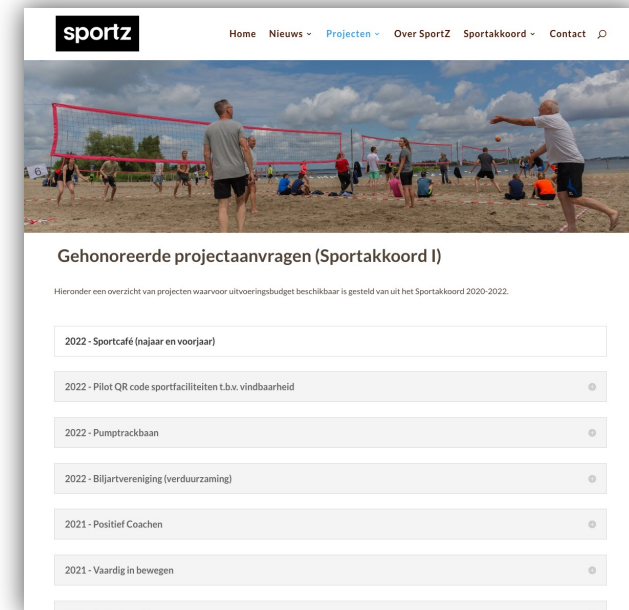 sportz
Home Nieuws Projecten Over SportZ Sportakkoord Contact
6.
Gehonoreerde projectaanvragen (Sportakkoord I)
Hieronder een overzicht van projecten waarvoor uitvoeringsbudget beschikbaar is gesteld van uit het Sportakkoord 2020-2022.
2022 - Sportcafé (najaar en voorjaar)
2022 - Pilot QR code sportfaciliteiten t.b.v. vindbaarheid
2022 - Pumptrackbaan
2022 - Biljartvereniging (verduurzaming)
2021 - Positief Coachen
2021 - Vaardig in bewegen